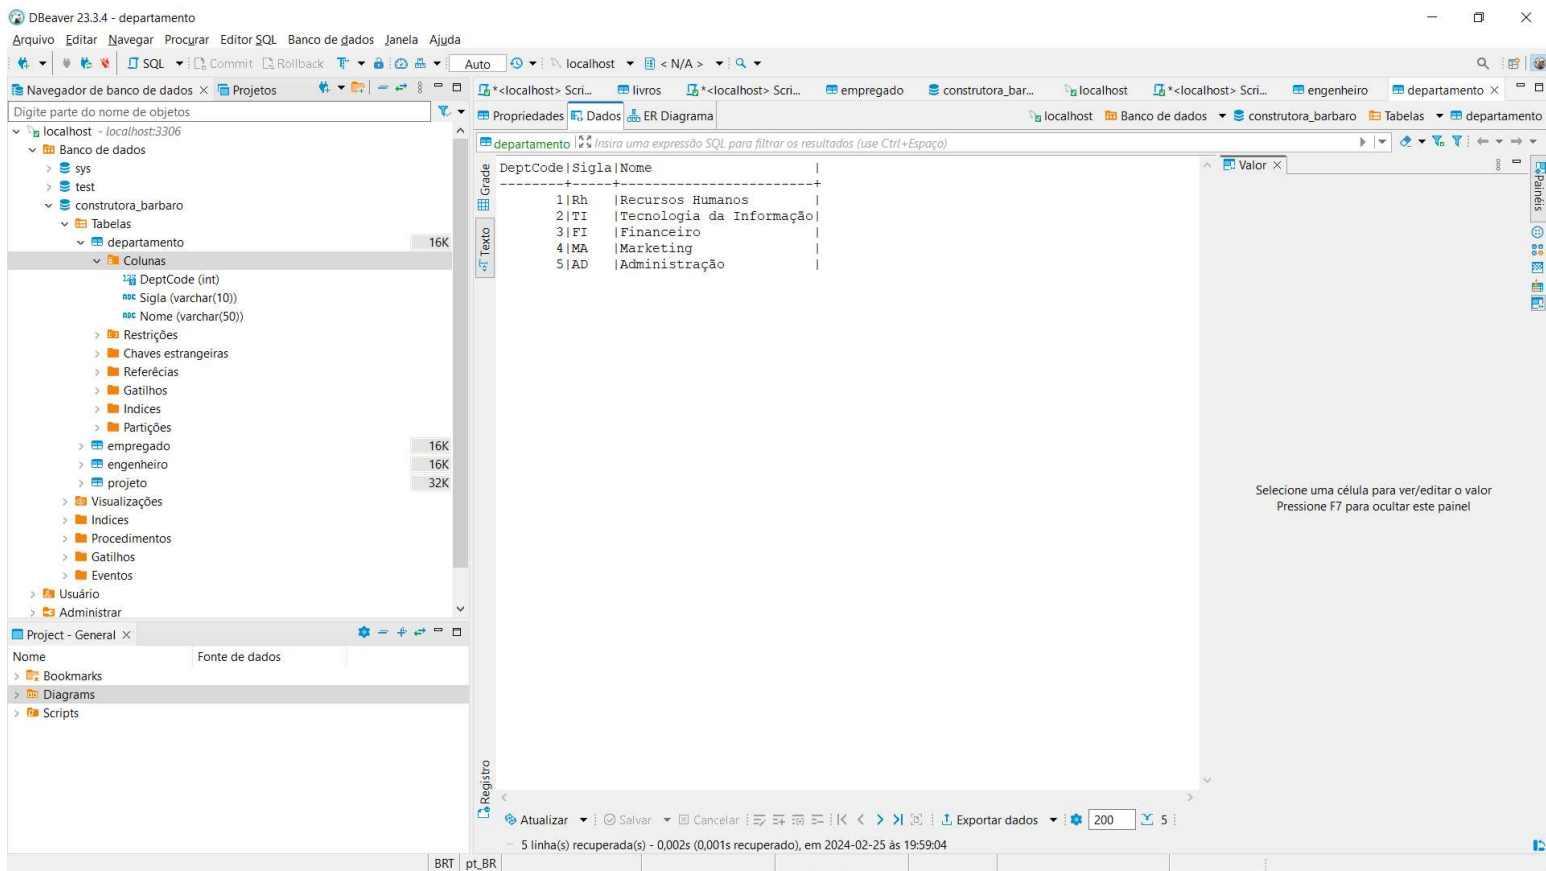 DBeaver 23.3.4 - departamento
Arquivo Editar Navegar Procurar Editor SQL Banco de dados Janela Ajuda
SQL Commit Rollback Auto localhost < N/A >
Navegador de banco de dados Projetos
*<localhost> Scri... livros *<localhost> Scri... empregado construtora_bar... localhost *<localhost> Scri... engenheiro departamento
Digite parte do nome de objetos
Propriedades Dados ER Diagrama
localhost Banco de dados construtora_barbaro Tabelas departamento
departamento Insira uma expressão SQL para filtrar os resultados (use Ctrl+Espaço)
localhost - localhost:3306
Banco de dados
sys
test
construtora_barbaro
Tabelas
departamento 16K
Colunas
DeptCode (int)
Sigla (varchar(10))
Nome (varchar(50))
Restrições
Chaves estrangeiras
Referêcias
Gatilhos
Indices
Partições
empregado 16K
engenheiro 16K
projeto 32K
Visualizações
Indices
Procedimentos
Gatilhos
Eventos
Usuário
Administrar
Project - General
Nome Fonte de dados
Bookmarks
Diagrams
Scripts
Grade
Texto
Registro
DeptCode|Sigla|Nome |
--------+-----+------------------------+
1|Rh |Recursos Humanos |
2|TI |Tecnologia da Informação|
3|FI |Financeiro |
4|MA |Marketing |
5|AD |Administração |
Valor
Painéis
Selecione uma célula para ver/editar o valor
Pressione F7 para ocultar este painel
Atualizar Salvar Cancelar Exportar dados 200 5
5 linha(s) recuperada(s) - 0,002s (0,001s recuperado), em 2024-02-25 às 19:59:04
BRT pt_BR